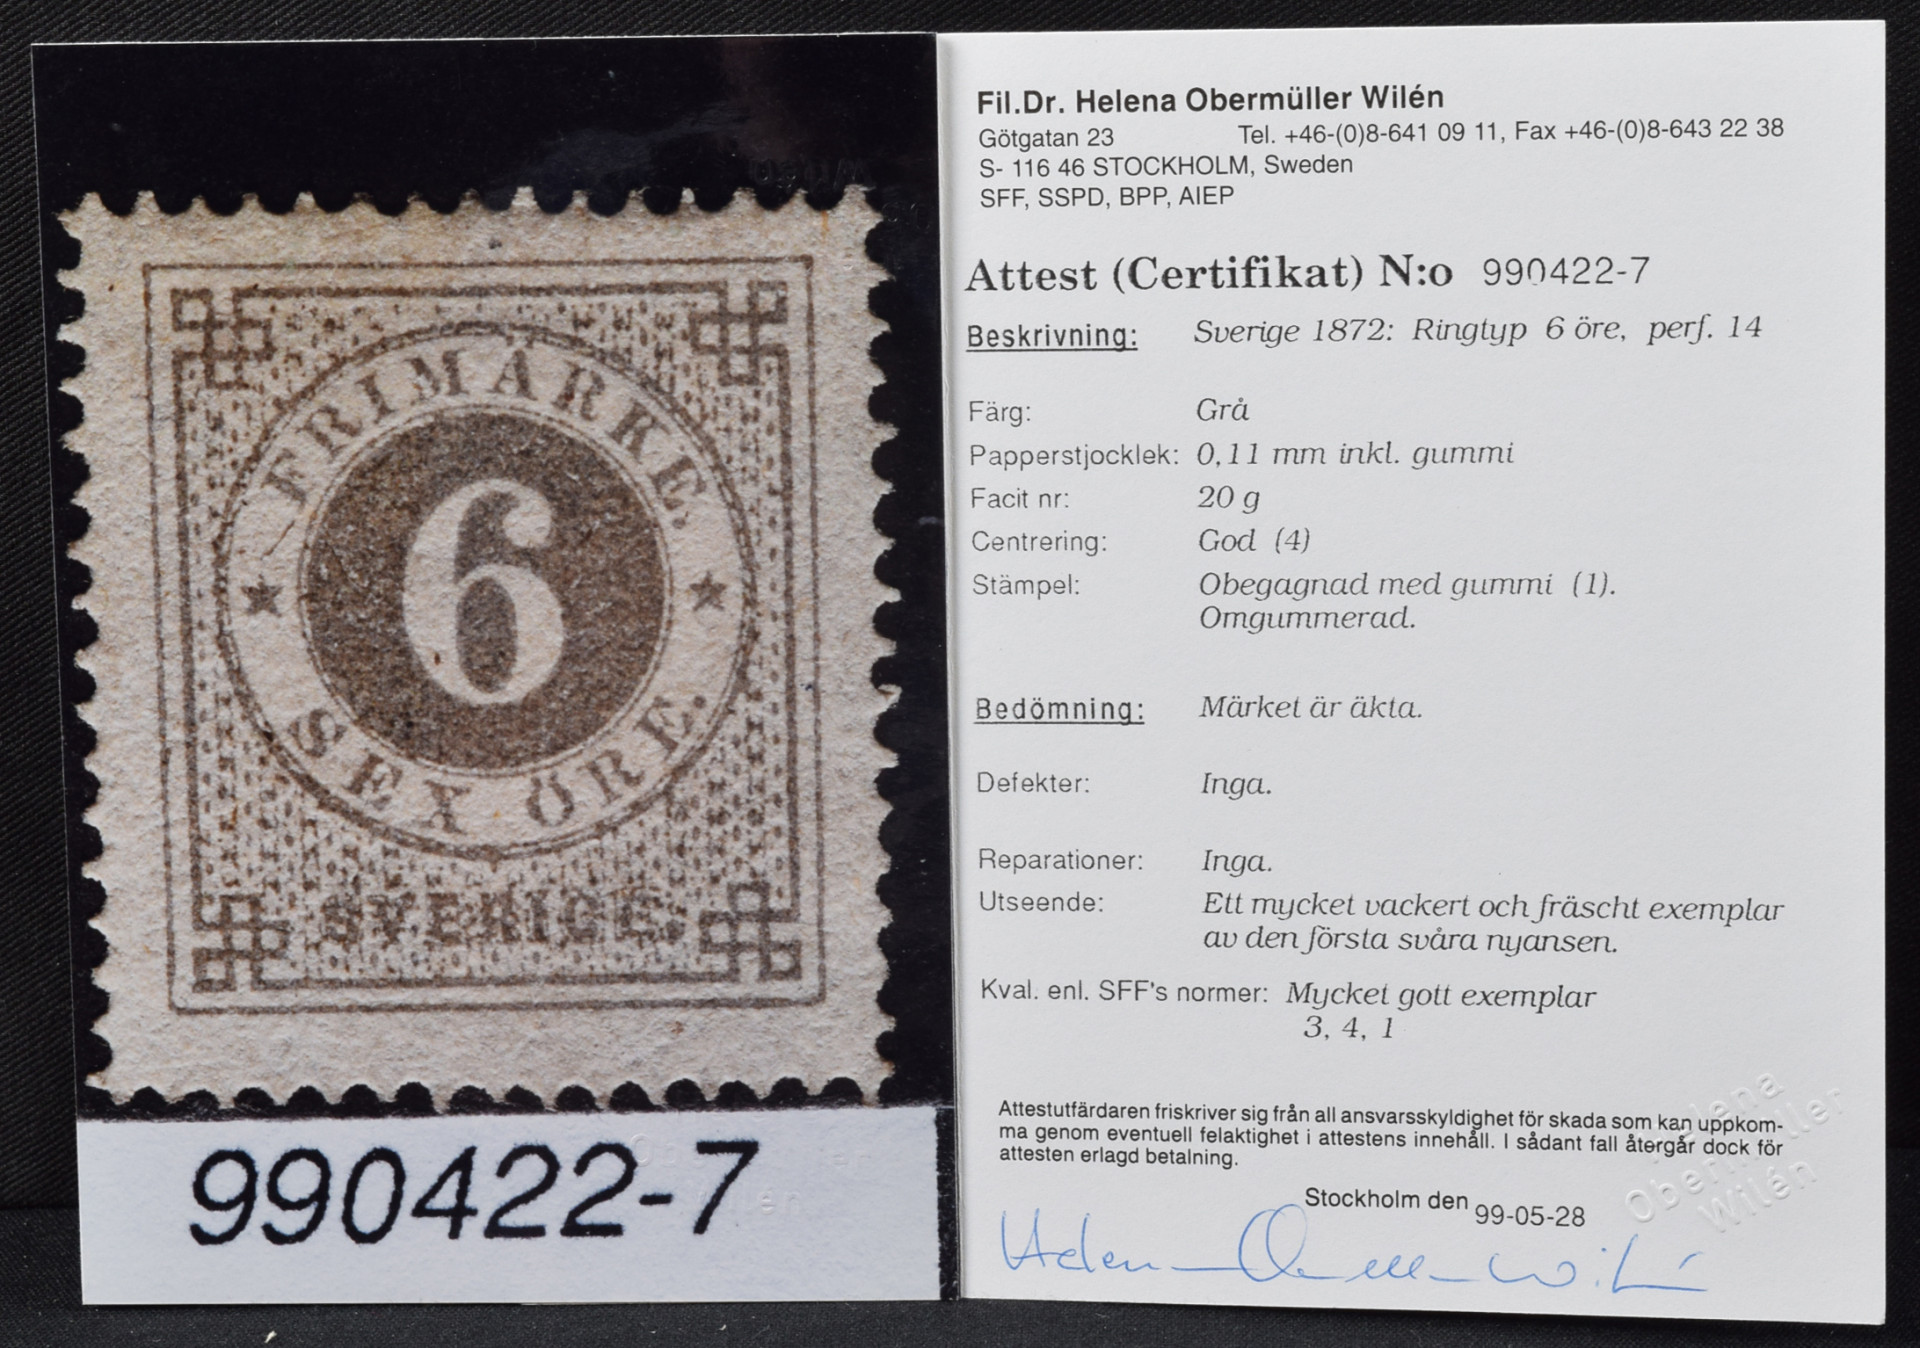 FRIMÄRKE.
6
SEX ÖRE.
SVERIGE.
990422-7
Fil.Dr. Helena Obermüller Wilén
Götgatan 23 Tel. +46-(0)8-641 09 11, Fax +46-(0)8-643 22 38
S- 116 46 STOCKHOLM, Sweden
SFF, SSPD, BPP, AIEP
Attest (Certifikat) N:o 990422-7
Beskrivning: Sverige 1872: Ringtyp 6 öre, perf. 14
Färg: Grå
Papperstjocklek: 0,11 mm inkl. gummi
Facit nr: 20 g
Centrering: God (4)
Stämpel: Obegagnad med gummi (1).
Omgummerad.
Bedömning: Märket är äkta.
Defekter: Inga.
Reparationer: Inga.
Utseende: Ett mycket vackert och fräscht exemplar
av den första svåra nyansen.
Kval. enl. SFF's normer: Mycket gott exemplar
3, 4, 1
Attestutfärdaren friskriver sig från all ansvarsskyldighet för skada som kan uppkom-
ma genom eventuell felaktighet i attestens innehåll. I sådant fall återgår dock för
attesten erlagd betalning.
Helena
Obermüller
Wilén
Stockholm den 99-05-28
Helena Obermüller Wilén